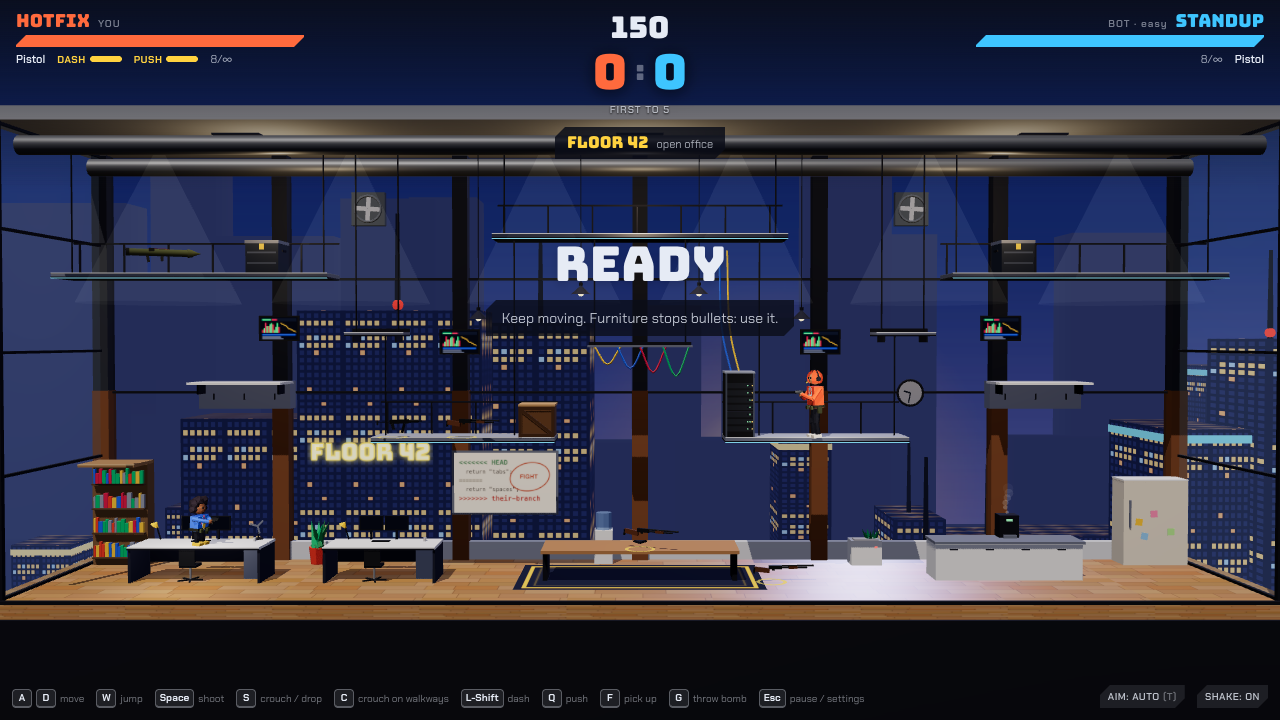 HOTFIX YOU
150
BOT · easy STANDUP
Pistol DASH PUSH 8/∞
0 : 0
8/∞ Pistol
FIRST TO 5
FLOOR 42 open office
READY
Keep moving. Furniture stops bullets: use it.
FLOOR 42
<<<<<<< HEAD
return "tabs";
=======
return "spaces";
>>>>>>> their-branch
FIGHT
A D move W jump Space shoot S crouch / drop C crouch on walkways L-Shift dash Q push F pick up G throw bomb Esc pause / settings
AIM: AUTO [T] SHAKE: ON